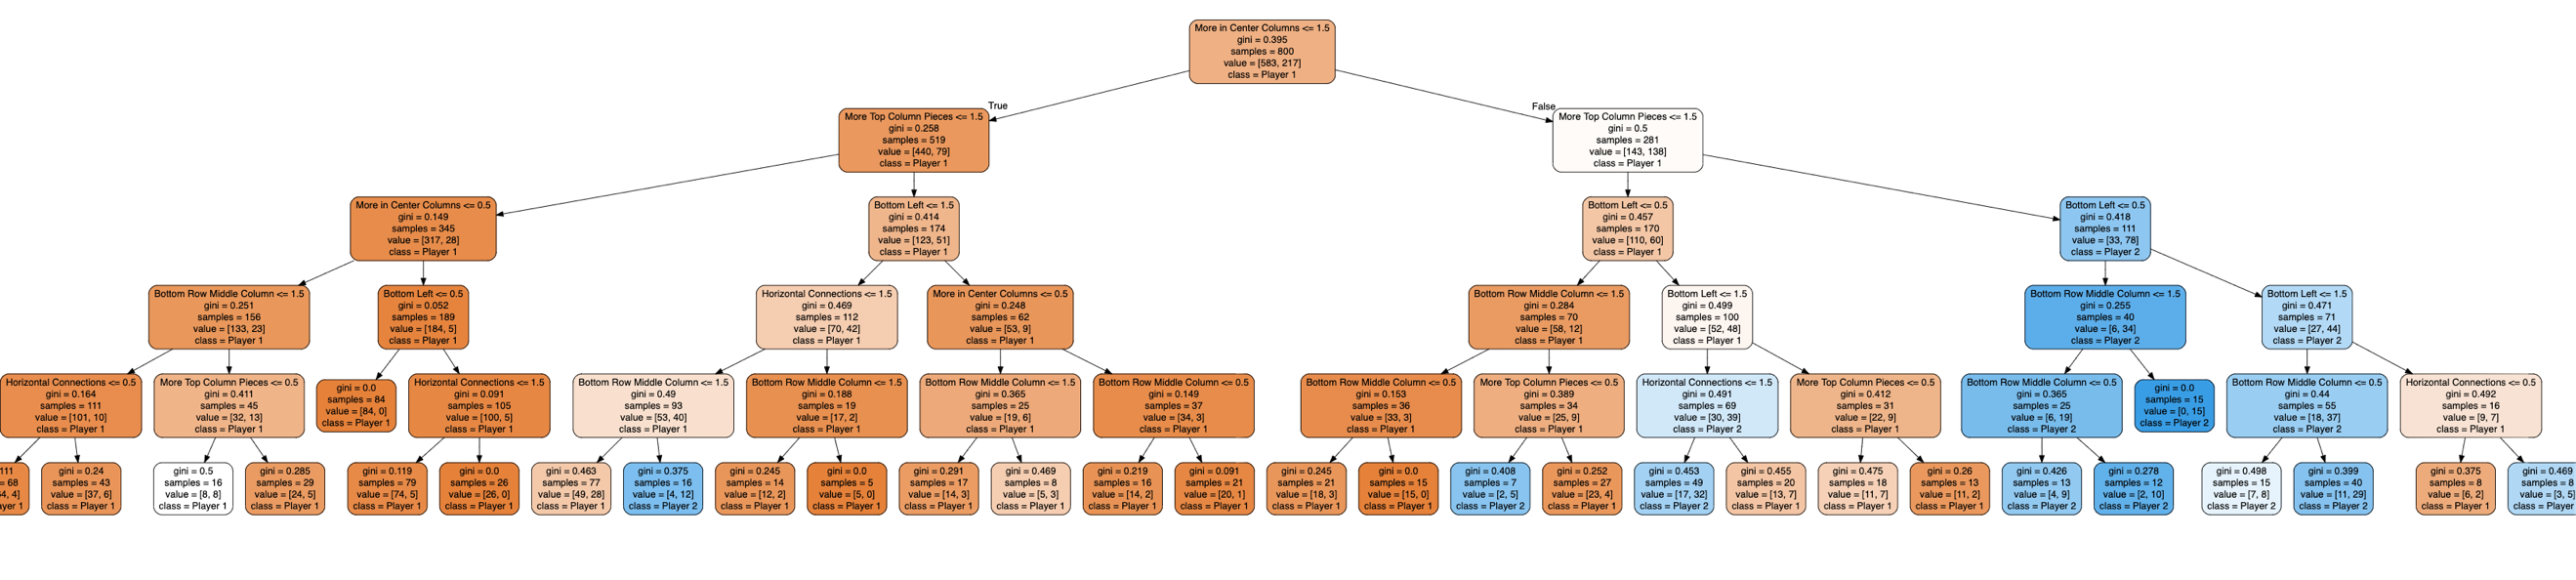 More in Center Columns <= 1.5
gini = 0.395
samples = 800
value = [583, 217]
class = Player 1
True
False
More Top Column Pieces <= 1.5
gini = 0.258
samples = 519
value = [440, 79]
class = Player 1
More Top Column Pieces <= 1.5
gini = 0.5
samples = 281
value = [143, 138]
class = Player 1
More in Center Columns <= 0.5
gini = 0.149
samples = 345
value = [317, 28]
class = Player 1
Bottom Left <= 1.5
gini = 0.414
samples = 174
value = [123, 51]
class = Player 1
Bottom Left <= 0.5
gini = 0.457
samples = 170
value = [110, 60]
class = Player 1
Bottom Left <= 0.5
gini = 0.418
samples = 111
value = [33, 78]
class = Player 2
Bottom Row Middle Column <= 1.5
gini = 0.251
samples = 156
value = [133, 23]
class = Player 1
Bottom Left <= 0.5
gini = 0.052
samples = 189
value = [184, 5]
class = Player 1
Horizontal Connections <= 1.5
gini = 0.469
samples = 112
value = [70, 42]
class = Player 1
More in Center Columns <= 0.5
gini = 0.248
samples = 62
value = [53, 9]
class = Player 1
Bottom Row Middle Column <= 1.5
gini = 0.284
samples = 70
value = [58, 12]
class = Player 1
Bottom Left <= 1.5
gini = 0.499
samples = 100
value = [52, 48]
class = Player 1
Bottom Row Middle Column <= 1.5
gini = 0.255
samples = 40
value = [6, 34]
class = Player 2
Bottom Left <= 1.5
gini = 0.471
samples = 71
value = [27, 44]
class = Player 2
Horizontal Connections <= 0.5
gini = 0.164
samples = 111
value = [101, 10]
class = Player 1
More Top Column Pieces <= 0.5
gini = 0.411
samples = 45
value = [32, 13]
class = Player 1
gini = 0.0
samples = 84
value = [84, 0]
class = Player 1
Horizontal Connections <= 1.5
gini = 0.091
samples = 105
value = [100, 5]
class = Player 1
Bottom Row Middle Column <= 1.5
gini = 0.49
samples = 93
value = [53, 40]
class = Player 1
Bottom Row Middle Column <= 1.5
gini = 0.188
samples = 19
value = [17, 2]
class = Player 1
Bottom Row Middle Column <= 1.5
gini = 0.365
samples = 25
value = [19, 6]
class = Player 1
Bottom Row Middle Column <= 0.5
gini = 0.149
samples = 37
value = [34, 3]
class = Player 1
Bottom Row Middle Column <= 0.5
gini = 0.153
samples = 36
value = [33, 3]
class = Player 1
More Top Column Pieces <= 0.5
gini = 0.389
samples = 34
value = [25, 9]
class = Player 1
Horizontal Connections <= 1.5
gini = 0.491
samples = 69
value = [30, 39]
class = Player 2
More Top Column Pieces <= 0.5
gini = 0.412
samples = 31
value = [22, 9]
class = Player 1
Bottom Row Middle Column <= 0.5
gini = 0.365
samples = 25
value = [6, 19]
class = Player 2
gini = 0.0
samples = 15
value = [0, 15]
class = Player 2
Bottom Row Middle Column <= 0.5
gini = 0.44
samples = 55
value = [18, 37]
class = Player 2
Horizontal Connections <= 0.5
gini = 0.492
samples = 16
value = [9, 7]
class = Player 1
111
= 68
4, 4]
ayer 1
gini = 0.24
samples = 43
value = [37, 6]
class = Player 1
gini = 0.5
samples = 16
value = [8, 8]
class = Player 1
gini = 0.285
samples = 29
value = [24, 5]
class = Player 1
gini = 0.119
samples = 79
value = [74, 5]
class = Player 1
gini = 0.0
samples = 26
value = [26, 0]
class = Player 1
gini = 0.463
samples = 77
value = [49, 28]
class = Player 1
gini = 0.375
samples = 16
value = [4, 12]
class = Player 2
gini = 0.245
samples = 14
value = [12, 2]
class = Player 1
gini = 0.0
samples = 5
value = [5, 0]
class = Player 1
gini = 0.291
samples = 17
value = [14, 3]
class = Player 1
gini = 0.469
samples = 8
value = [5, 3]
class = Player 1
gini = 0.219
samples = 16
value = [14, 2]
class = Player 1
gini = 0.091
samples = 21
value = [20, 1]
class = Player 1
gini = 0.245
samples = 21
value = [18, 3]
class = Player 1
gini = 0.0
samples = 15
value = [15, 0]
class = Player 1
gini = 0.408
samples = 7
value = [2, 5]
class = Player 2
gini = 0.252
samples = 27
value = [23, 4]
class = Player 1
gini = 0.453
samples = 49
value = [17, 32]
class = Player 2
gini = 0.455
samples = 20
value = [13, 7]
class = Player 1
gini = 0.475
samples = 18
value = [11, 7]
class = Player 1
gini = 0.26
samples = 13
value = [11, 2]
class = Player 1
gini = 0.426
samples = 13
value = [4, 9]
class = Player 2
gini = 0.278
samples = 12
value = [2, 10]
class = Player 2
gini = 0.498
samples = 15
value = [7, 8]
class = Player 2
gini = 0.399
samples = 40
value = [11, 29]
class = Player 2
gini = 0.375
samples = 8
value = [6, 2]
class = Player 1
gini = 0.469
samples = 8
value = [3, 5]
class = Player